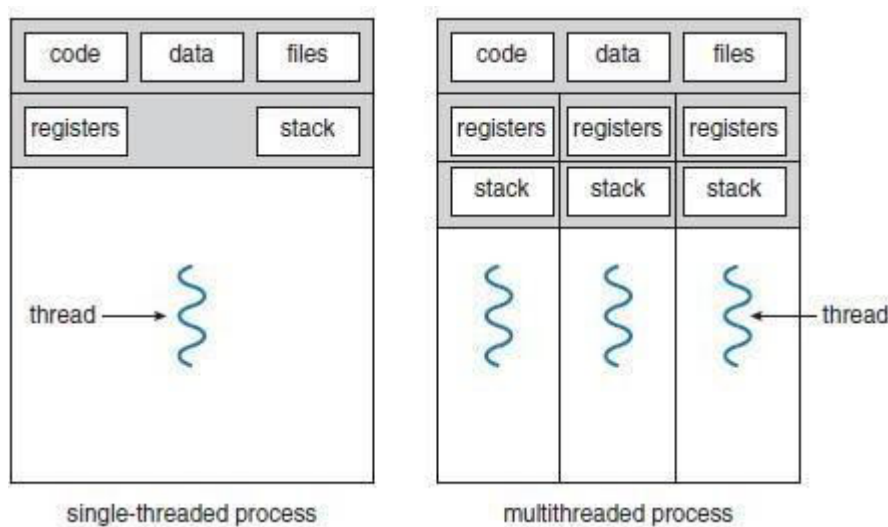 code data files
registers stack
thread
single-threaded process
code data files
registers registers registers
stack stack stack
thread
multithreaded process